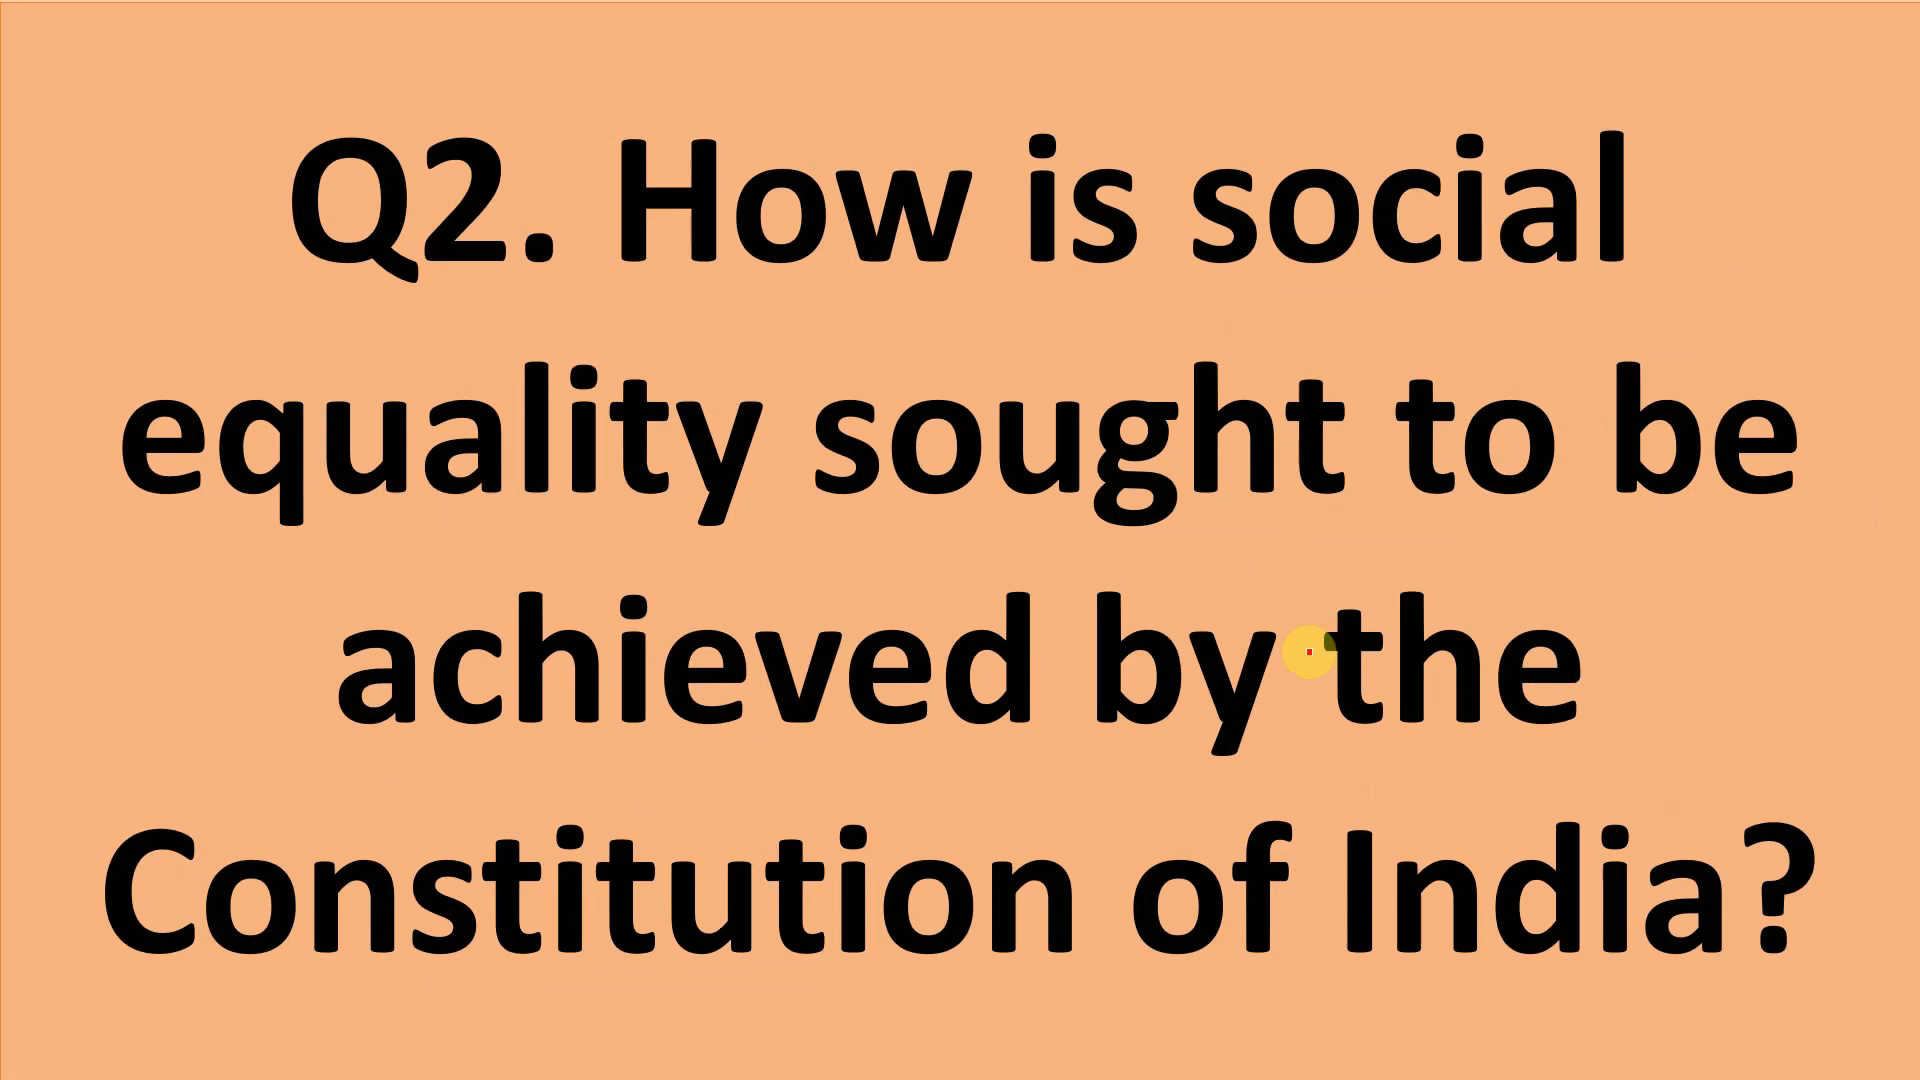 Q2. How is social
equality sought to be
achieved by the
Constitution of India?